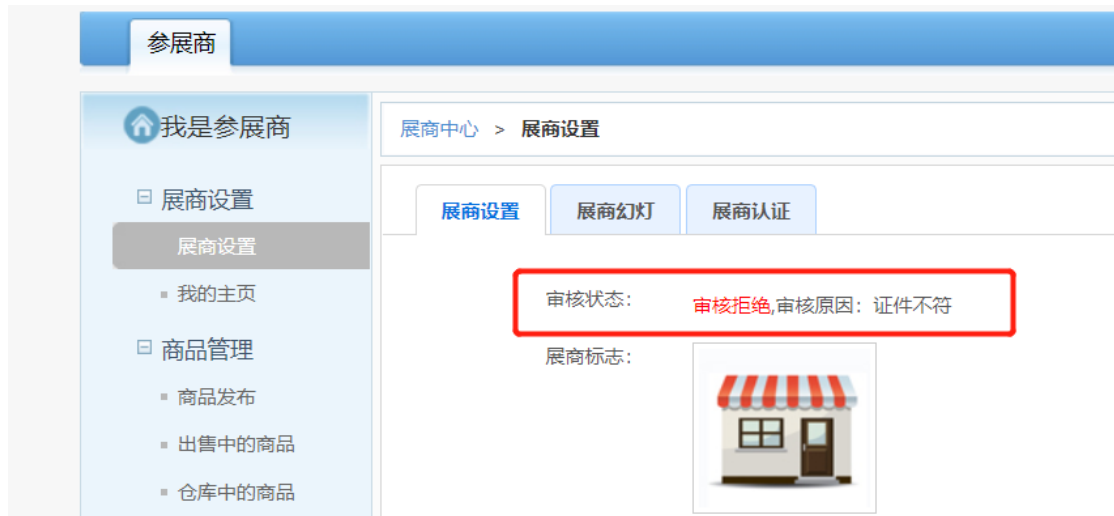 参展商
我是参展商
展商设置
展商设置
我的主页
商品管理
商品发布
出售中的商品
仓库中的商品
展商中心 > 展商设置
展商设置 展商幻灯 展商认证
审核状态： 审核拒绝,审核原因：证件不符
展商标志：